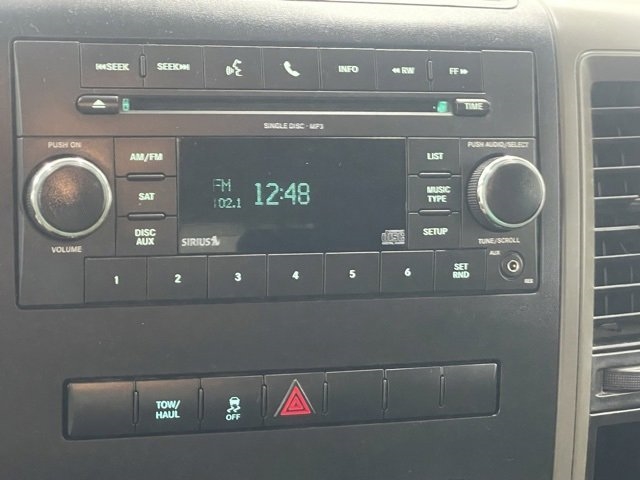 SEEK
SEEK
INFO
RW
FF
TIME
SINGLE DISC · MP3
PUSH ON
VOLUME
AM/FM
SAT
DISC
AUX
FM
102.1
12:48
SIRIUS
LIST
MUSIC
TYPE
SETUP
PUSH AUDIO/SELECT
TUNE/SCROLL
1
2
3
4
5
6
SET
RND
AUX
RES
TOW/
HAUL
OFF